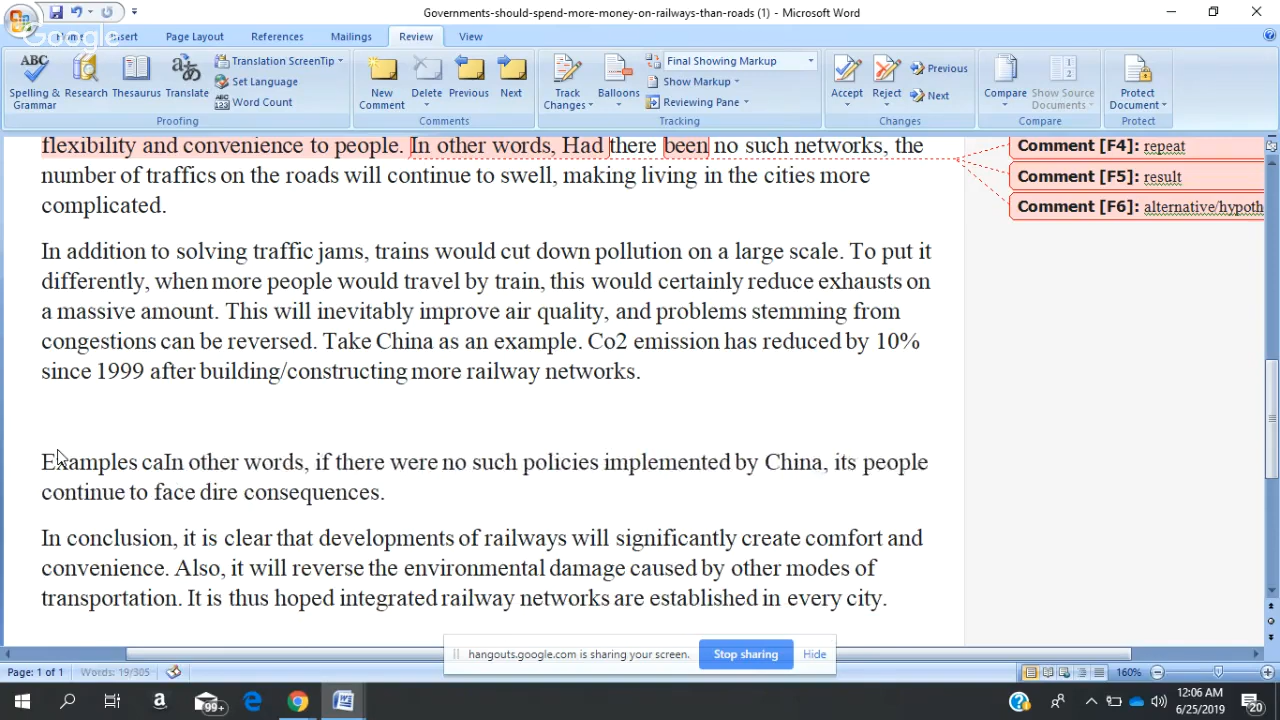 Governments-should-spend-more-money-on-railways-than-roads (1) - Microsoft Word
Google
Home Insert Page Layout References Mailings Review View
Spelling & Grammar Research Thesaurus Translate Translation ScreenTip Set Language Word Count
New Comment Delete Previous Next
Track Changes Balloons Final Showing Markup Show Markup Reviewing Pane
Accept Reject Previous Next
Compare Show Source Documents Protect Document
Proofing Comments Tracking Changes Compare Protect
flexibility and convenience to people. In other words, Had there been no such networks, the
number of traffics on the roads will continue to swell, making living in the cities more
complicated.
Comment [F4]: repeat
Comment [F5]: result
Comment [F6]: alternative/hypoth
In addition to solving traffic jams, trains would cut down pollution on a large scale. To put it
differently, when more people would travel by train, this would certainly reduce exhausts on
a massive amount. This will inevitably improve air quality, and problems stemming from
congestions can be reversed. Take China as an example. Co2 emission has reduced by 10%
since 1999 after building/constructing more railway networks.
Examples caIn other words, if there were no such policies implemented by China, its people
continue to face dire consequences.
In conclusion, it is clear that developments of railways will significantly create comfort and
convenience. Also, it will reverse the environmental damage caused by other modes of
transportation. It is thus hoped integrated railway networks are established in every city.
hangouts.google.com is sharing your screen. Stop sharing Hide
Page: 1 of 1 Words: 19/305 160%
99+
12:06 AM
6/25/2019
20